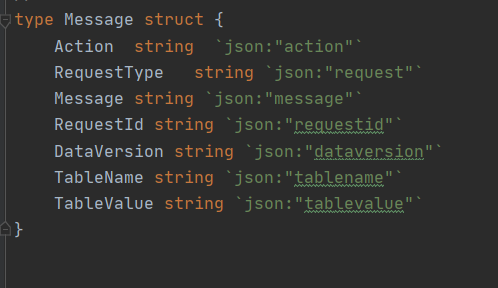 type Message struct {
    Action  string  `json:"action"`
    RequestType   string `json:"request"`
    Message string `json:"message"`
    RequestId string `json:"requestid"`
    DataVersion string `json:"dataversion"`
    TableName string `json:"tablename"`
    TableValue string `json:"tablevalue"`
}